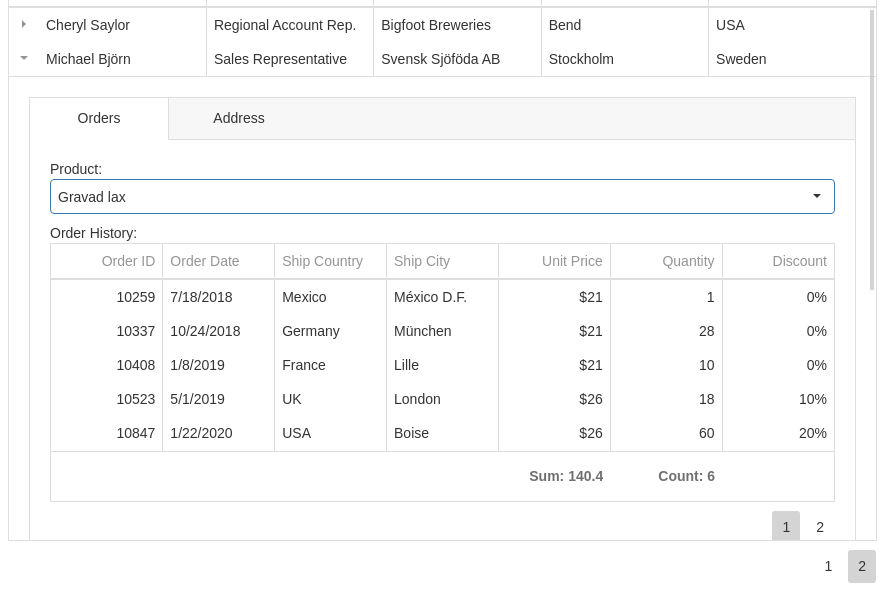 Cheryl Saylor Regional Account Rep. Bigfoot Breweries Bend USA
Michael Björn Sales Representative Svensk Sjöföda AB Stockholm Sweden
Orders Address
Product:
Gravad lax
Order History:
Order ID Order Date Ship Country Ship City Unit Price Quantity Discount
10259 7/18/2018 Mexico México D.F. $21 1 0%
10337 10/24/2018 Germany München $21 28 0%
10408 1/8/2019 France Lille $21 10 0%
10523 5/1/2019 UK London $26 18 10%
10847 1/22/2020 USA Boise $26 60 20%
Sum: 140.4 Count: 6
1 2
1 2